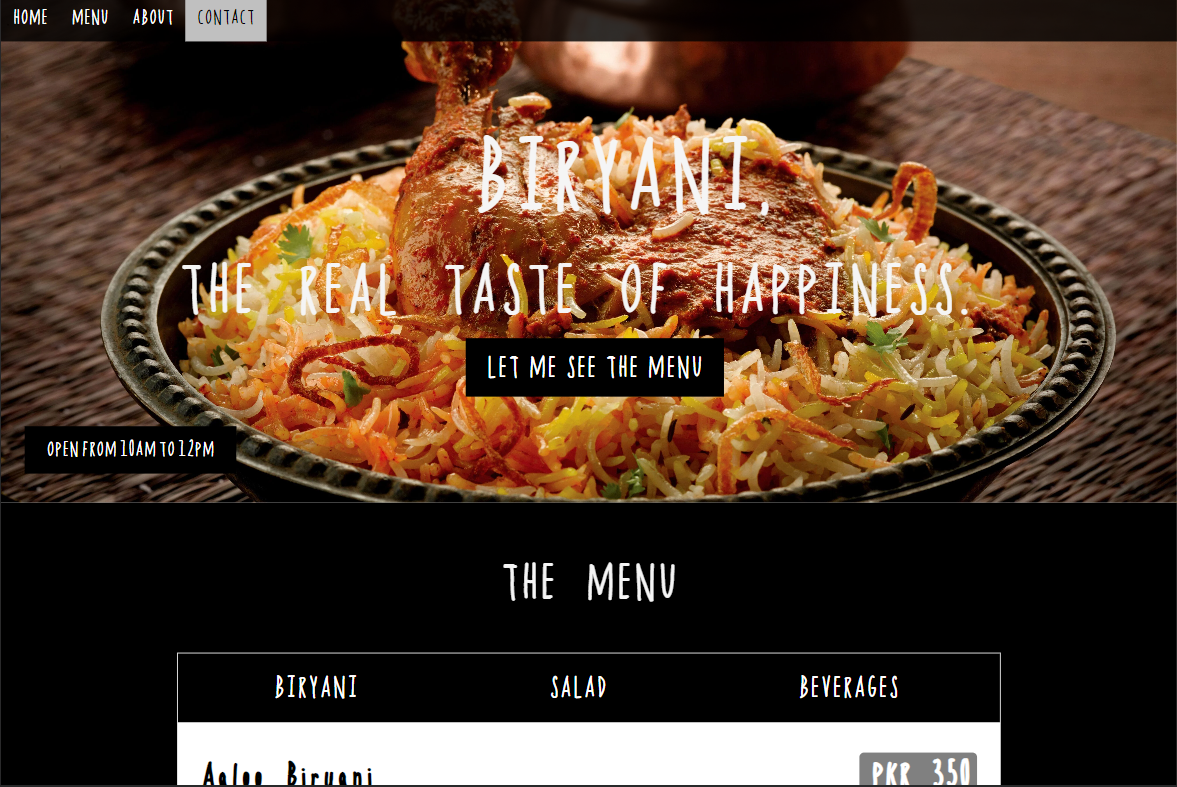 HOME MENU ABOUT CONTACT
BIRYANI,
THE REAL TASTE OF HAPPINESS.
LET ME SEE THE MENU
OPEN FROM 10AM TO 12PM
THE MENU
BIRYANI SALAD BEVERAGES
Aaloo Biryani PKR 350